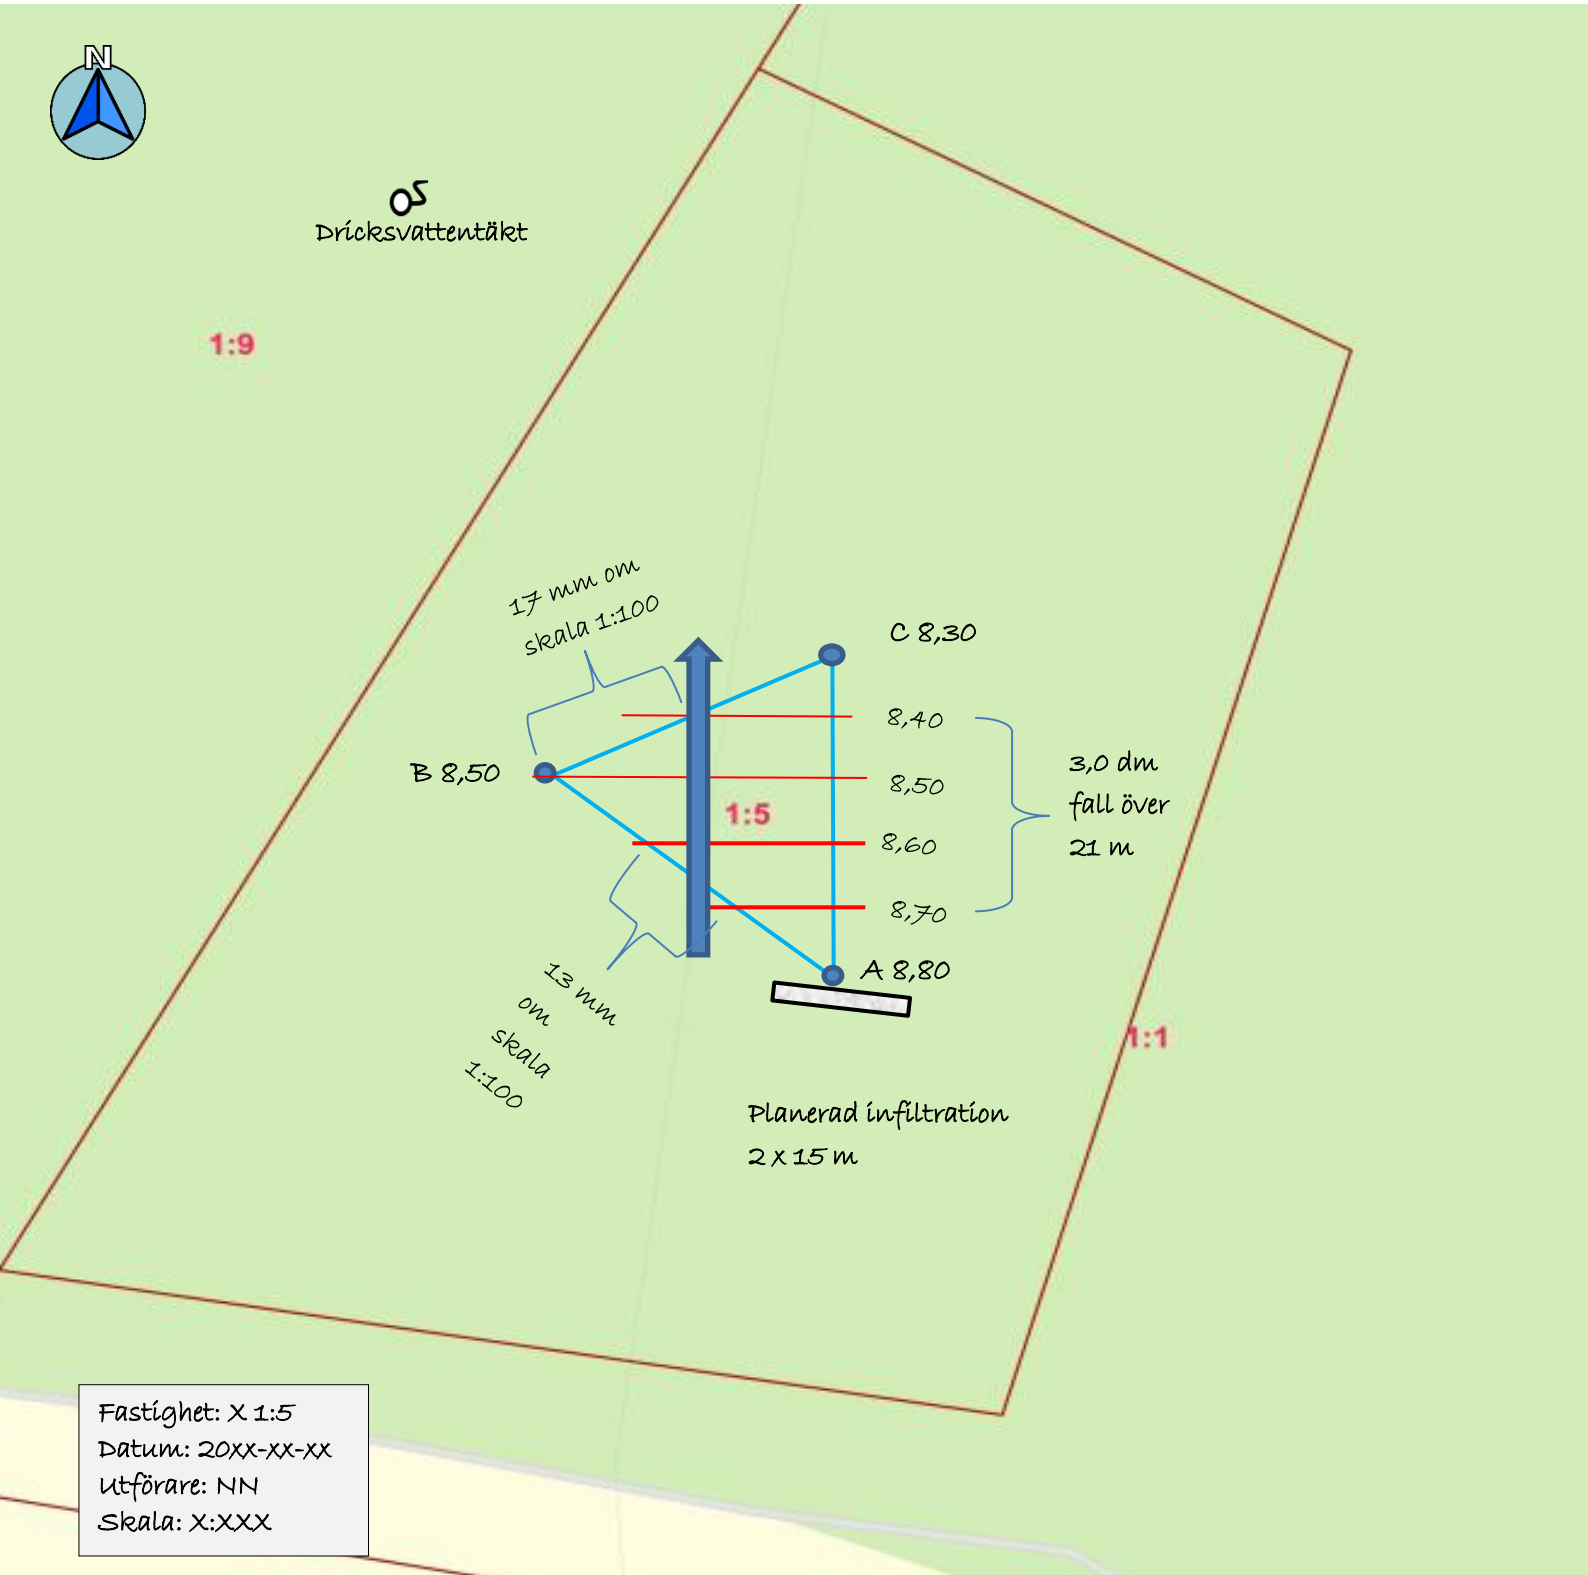 N
Dricksvattentäkt
1:9
17 mm om
skala 1:100
C 8,30
8,40
B 8,50
8,50
3,0 dm
fall över
21 m
1:5
8,60
8,70
A 8,80
13 mm
om
skala
1:100
1:1
Planerad infiltration
2 x 15 m
Fastighet: X 1:5
Datum: 20xx-xx-xx
Utförare: NN
Skala: X:XXX